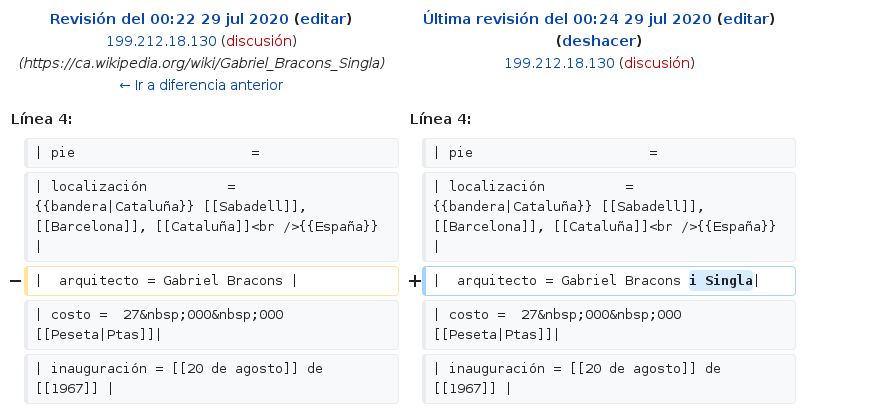 Revisión del 00:22 29 jul 2020 (editar)
199.212.18.130 (discusión)
(https://ca.wikipedia.org/wiki/Gabriel_Bracons_Singla)
← Ir a diferencia anterior
Última revisión del 00:24 29 jul 2020 (editar)
(deshacer)
199.212.18.130 (discusión)
Línea 4:
Línea 4:
| pie                      =
| pie                      =
| localización          =
{{bandera|Cataluña}} [[Sabadell]],
[[Barcelona]], [[Cataluña]]<br />{{España}}
|
| localización          =
{{bandera|Cataluña}} [[Sabadell]],
[[Barcelona]], [[Cataluña]]<br />{{España}}
|
− |  arquitecto = Gabriel Bracons |
+ |  arquitecto = Gabriel Bracons i Singla|
| costo =  27&nbsp;000&nbsp;000
[[Peseta|Ptas]]|
| costo =  27&nbsp;000&nbsp;000
[[Peseta|Ptas]]|
| inauguración = [[20 de agosto]] de
[[1967]] |
| inauguración = [[20 de agosto]] de
[[1967]] |